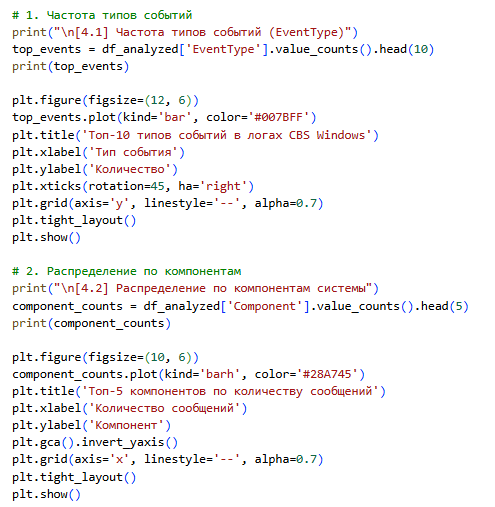 # 1. Частота типов событий
print("\n[4.1] Частота типов событий (EventType)")
top_events = df_analyzed['EventType'].value_counts().head(10)
print(top_events)

plt.figure(figsize=(12, 6))
top_events.plot(kind='bar', color='#007BFF')
plt.title('Топ-10 типов событий в логах CBS Windows')
plt.xlabel('Тип события')
plt.ylabel('Количество')
plt.xticks(rotation=45, ha='right')
plt.grid(axis='y', linestyle='--', alpha=0.7)
plt.tight_layout()
plt.show()

# 2. Распределение по компонентам
print("\n[4.2] Распределение по компонентам системы")
component_counts = df_analyzed['Component'].value_counts().head(5)
print(component_counts)

plt.figure(figsize=(10, 6))
component_counts.plot(kind='barh', color='#28A745')
plt.title('Топ-5 компонентов по количеству сообщений')
plt.xlabel('Количество сообщений')
plt.ylabel('Компонент')
plt.gca().invert_yaxis()
plt.grid(axis='x', linestyle='--', alpha=0.7)
plt.tight_layout()
plt.show()